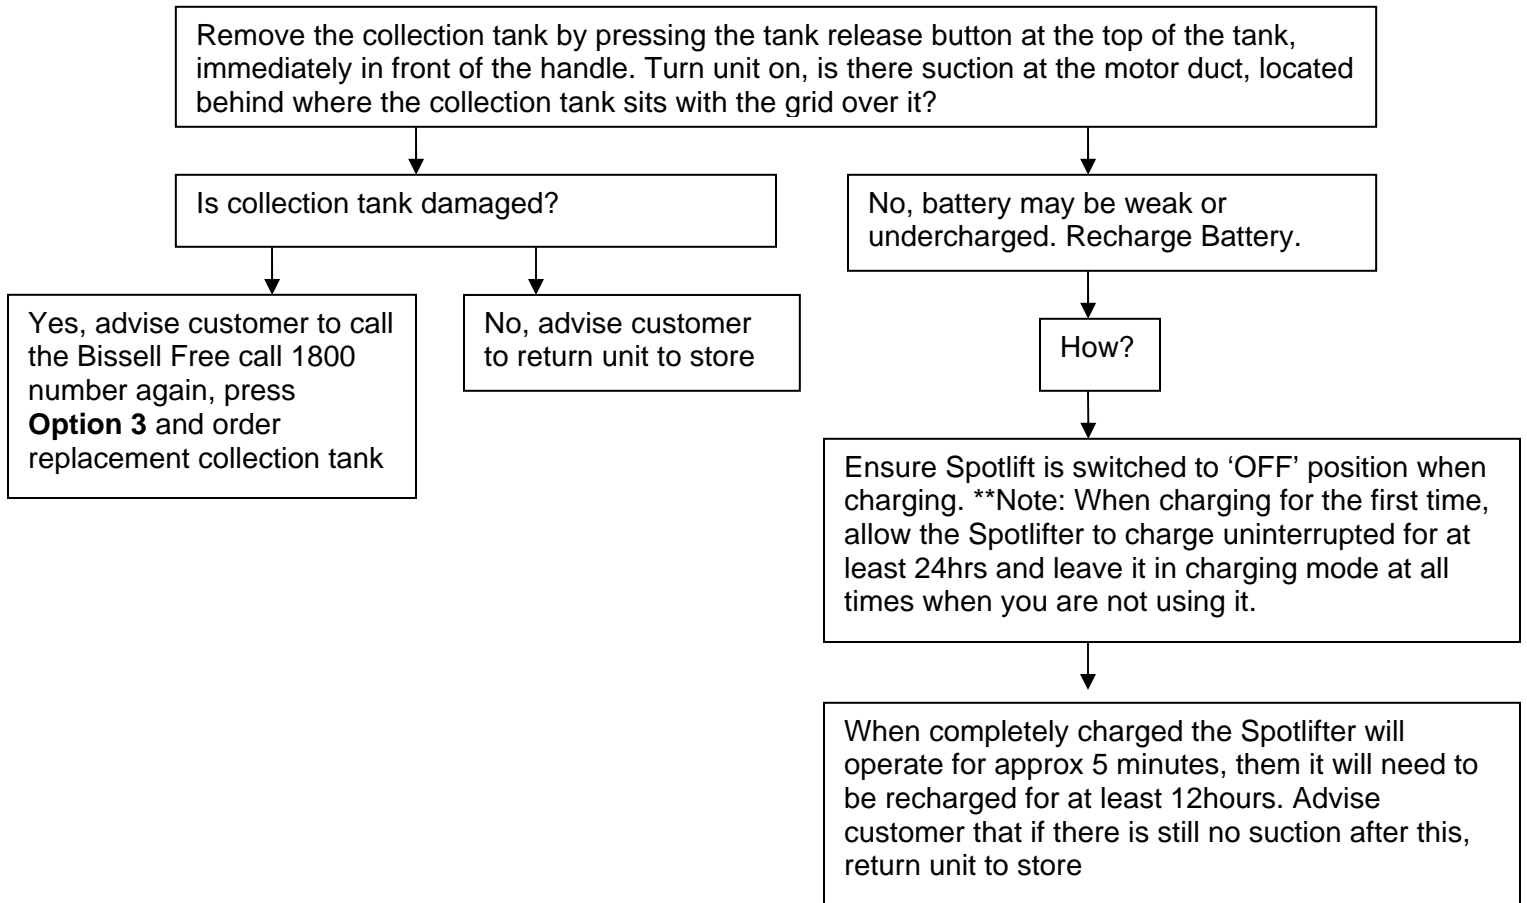 Remove the collection tank by pressing the tank release button at the top of the tank,
immediately in front of the handle. Turn unit on, is there suction at the motor duct, located
behind where the collection tank sits with the grid over it?
Is collection tank damaged?
No, battery may be weak or
undercharged. Recharge Battery.
Yes, advise customer to call
the Bissell Free call 1800
number again, press
Option 3 and order
replacement collection tank
No, advise customer
to return unit to store
How?
Ensure Spotlift is switched to ‘OFF’ position when
charging. **Note: When charging for the first time,
allow the Spotlifter to charge uninterrupted for at
least 24hrs and leave it in charging mode at all
times when you are not using it.
When completely charged the Spotlifter will
operate for approx 5 minutes, them it will need to
be recharged for at least 12hours. Advise
customer that if there is still no suction after this,
return unit to store